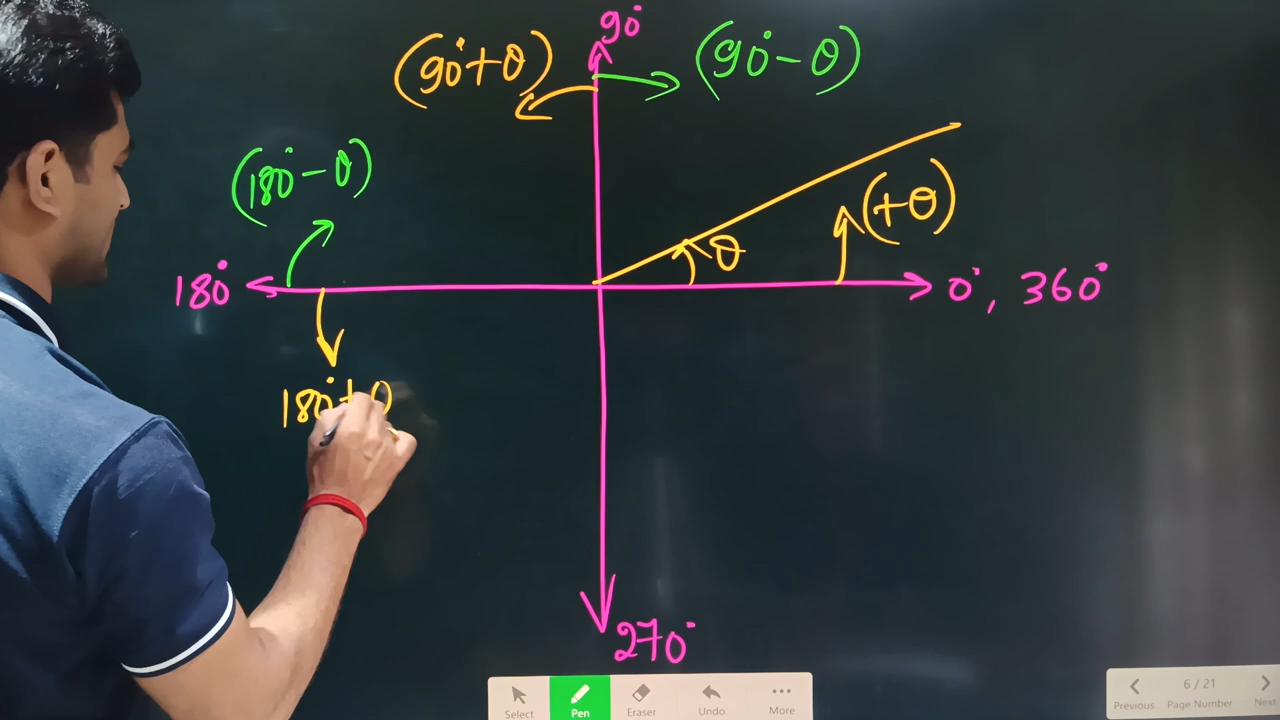 90°
(90°+θ)
(90°-θ)
(180°-θ)
(+θ)
θ
180°
0°, 360°
180°+θ
270°
Select
Pen
Eraser
Undo
More
6 / 21
Previous
Page Number
Next